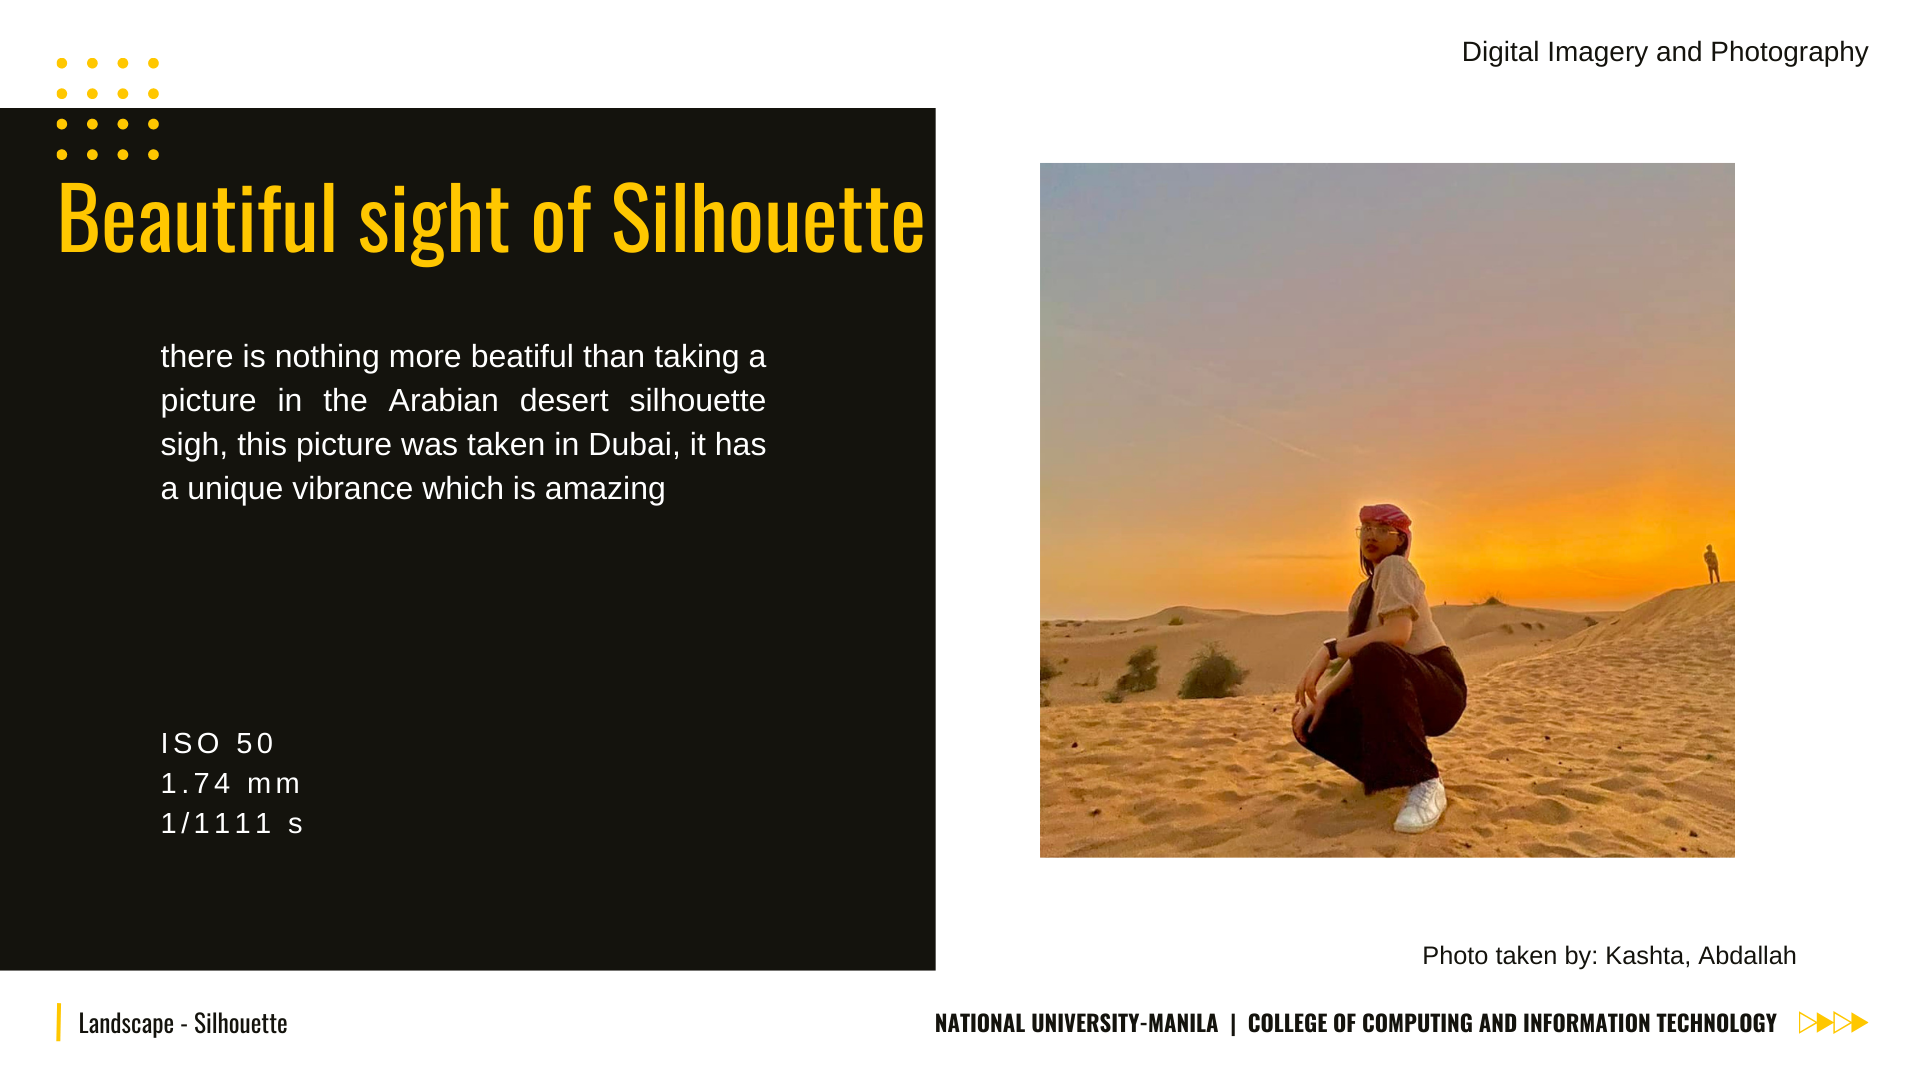 Digital Imagery and Photography
Beautiful sight of Silhouette
there is nothing more beatiful than taking a
picture in the Arabian desert silhouette
sigh, this picture was taken in Dubai, it has
a unique vibrance which is amazing
ISO 50
1.74 mm
1/1111 s
Photo taken by: Kashta, Abdallah
Landscape - Silhouette
NATIONAL UNIVERSITY-MANILA | COLLEGE OF COMPUTING AND INFORMATION TECHNOLOGY